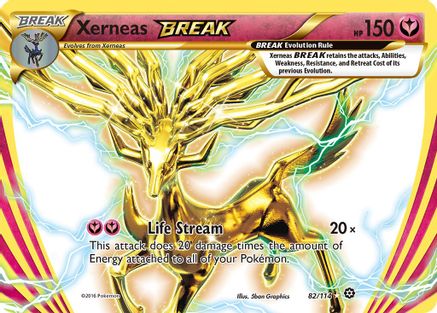 BREAK
Xerneas BREAK
HP 150
Evolves from Xerneas
BREAK Evolution Rule
Xerneas BREAK retains the attacks, Abilities,
Weakness, Resistance, and Retreat Cost of its
previous Evolution.
Life Stream 20×
This attack does 20 damage times the amount of
Energy attached to all of your Pokémon.
©2016 Pokémon
Illus. 5ban Graphics
82/114